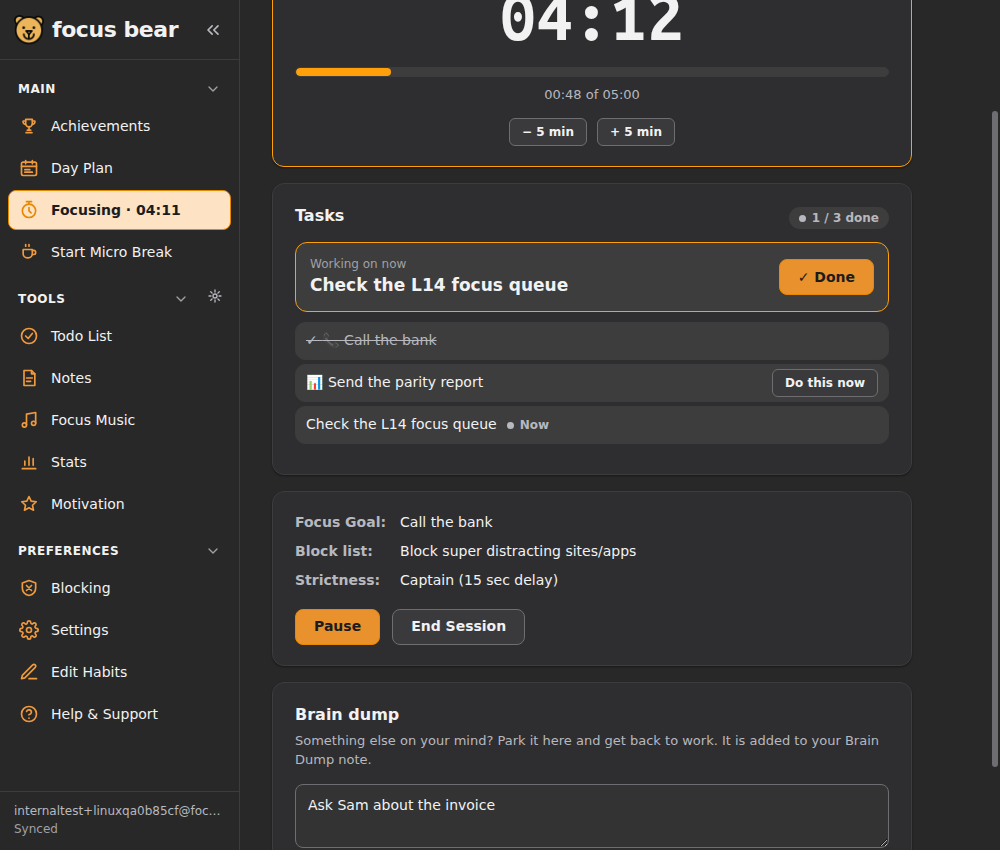 focus bear
MAIN
Achievements
Day Plan
Focusing · 04:11
Start Micro Break
TOOLS
Todo List
Notes
Focus Music
Stats
Motivation
PREFERENCES
Blocking
Settings
Edit Habits
Help & Support
internaltest+linuxqa0b85cf@foc...
Synced
04:12
00:48 of 05:00
− 5 min
+ 5 min
Tasks
1 / 3 done
Working on now
Check the L14 focus queue
✓ Done
✓ 📞 Call the bank
📊 Send the parity report
Do this now
Check the L14 focus queue
Now
Focus Goal: Call the bank
Block list: Block super distracting sites/apps
Strictness: Captain (15 sec delay)
Pause
End Session
Brain dump
Something else on your mind? Park it here and get back to work. It is added to your Brain
Dump note.
Ask Sam about the invoice